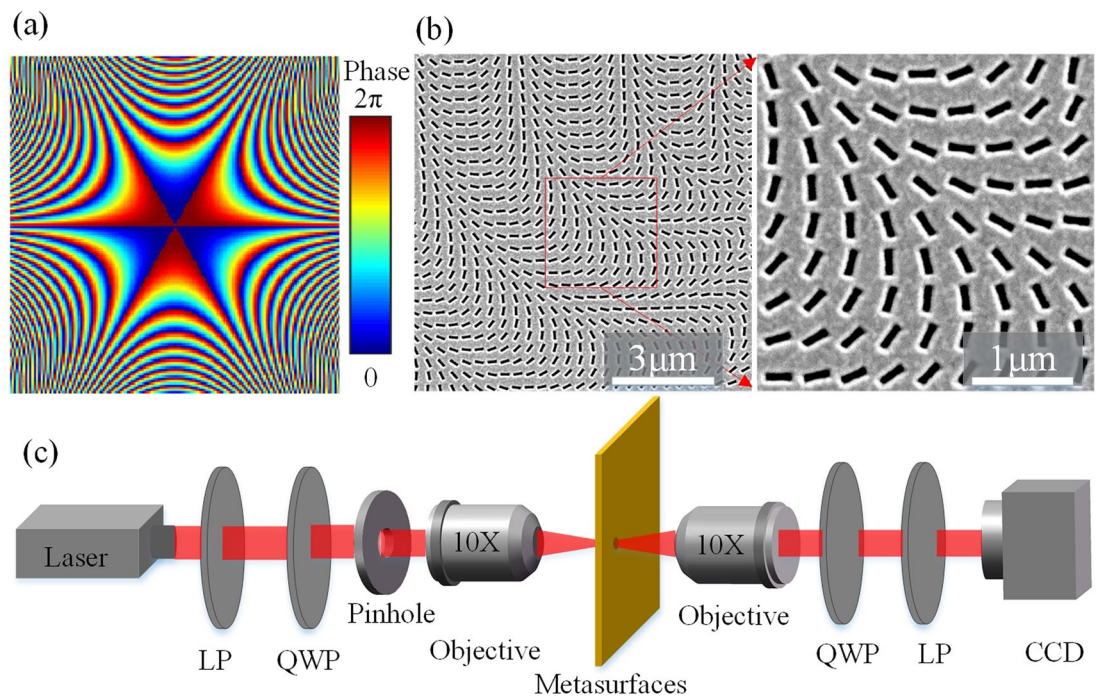 (a)
Phase
2π
0
(b)
3μm
1μm
(c)
Laser
LP
QWP
Pinhole
10X
Objective
Metasurfaces
10X
Objective
QWP
LP
CCD